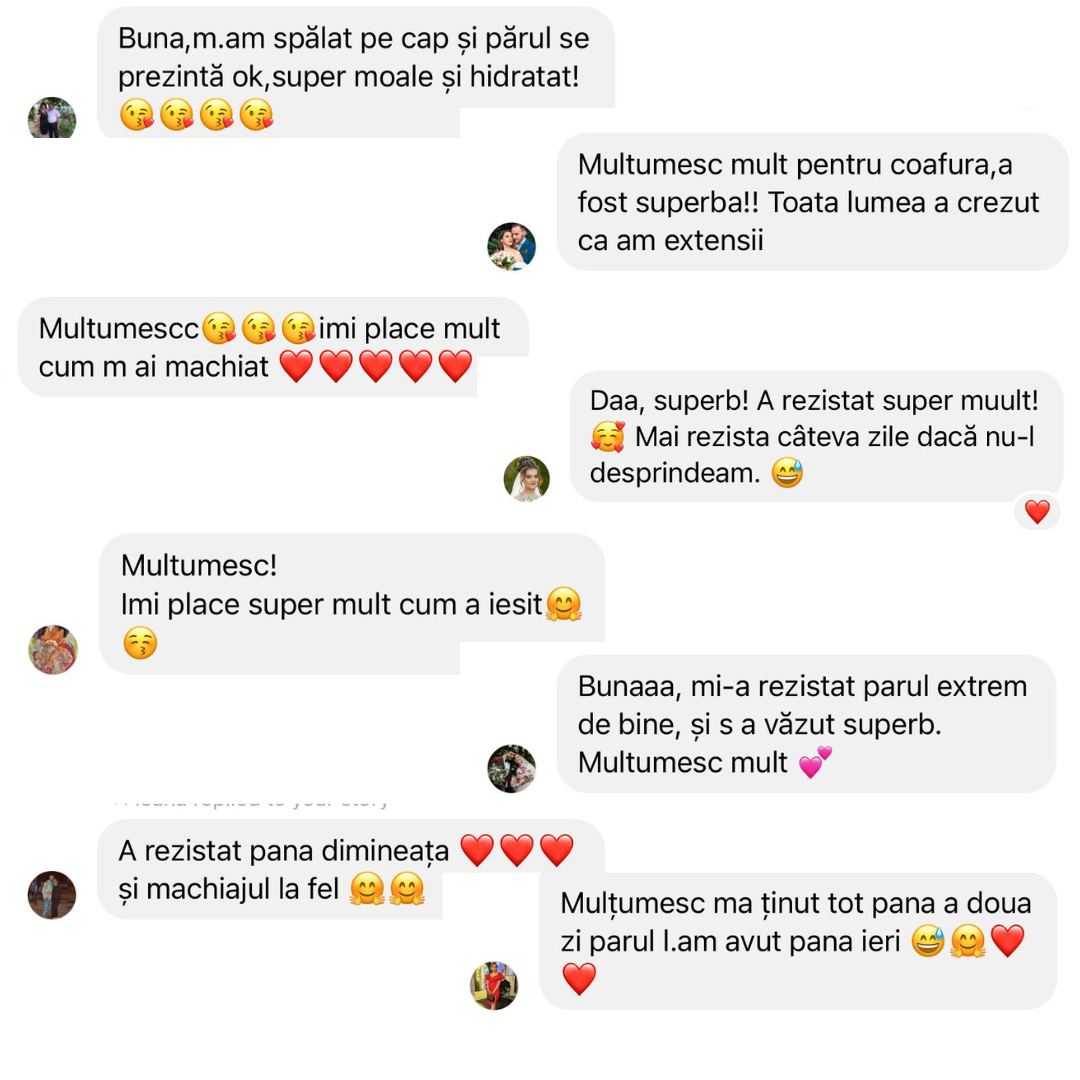 Buna,m.am spălat pe cap și părul se
prezintă ok,super moale și hidratat!
😘😘😘😘
Multumesc mult pentru coafura,a
fost superba!! Toata lumea a crezut
ca am extensii
Multumescc😘😘😘imi place mult
cum m ai machiat ❤️❤️❤️❤️❤️
Daa, superb! A rezistat super muult!
🥰 Mai rezista câteva zile dacă nu-l
desprindeam. 😅
❤️
Multumesc!
Imi place super mult cum a iesit🤗
😚
Bunaaa, mi-a rezistat parul extrem
de bine, și s a văzut superb.
Multumesc mult 💕
replied to your story
A rezistat pana dimineața ❤️❤️❤️
și machiajul la fel 🤗🤗
Mulțumesc ma ținut tot pana a doua
zi parul l.am avut pana ieri 😅🤗❤️
❤️